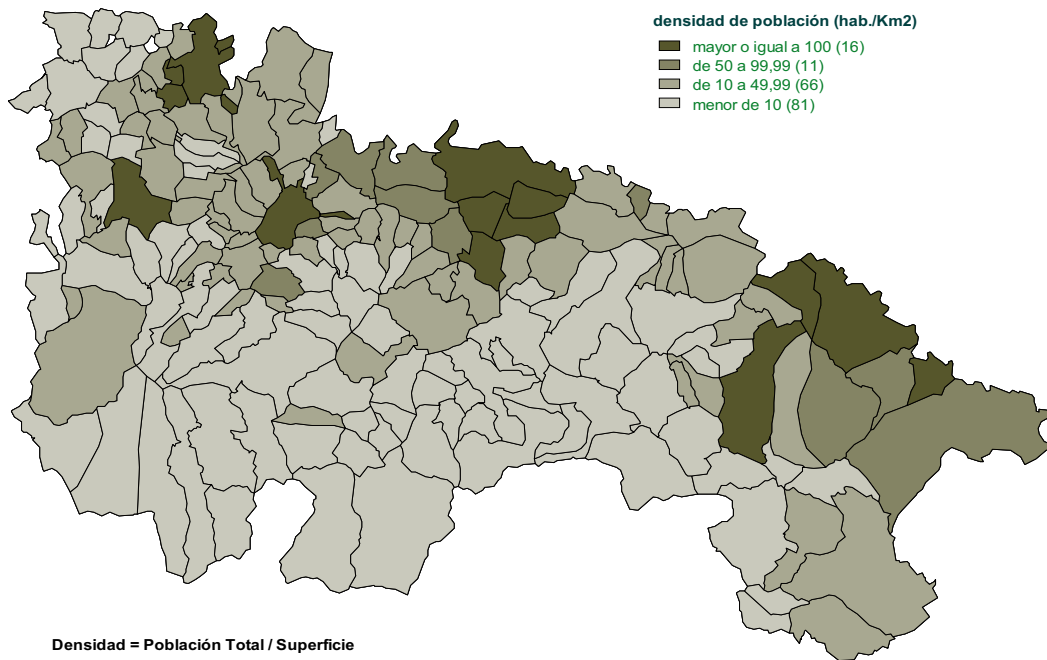 densidad de población (hab./Km2)
mayor o igual a 100 (16)
de 50 a 99,99 (11)
de 10 a 49,99 (66)
menor de 10 (81)
Densidad = Población Total / Superficie